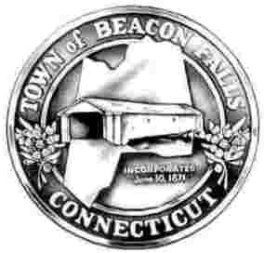 TOWN of BEACON FALLS
INCORPORATED
June 30, 1871
CONNECTICUT